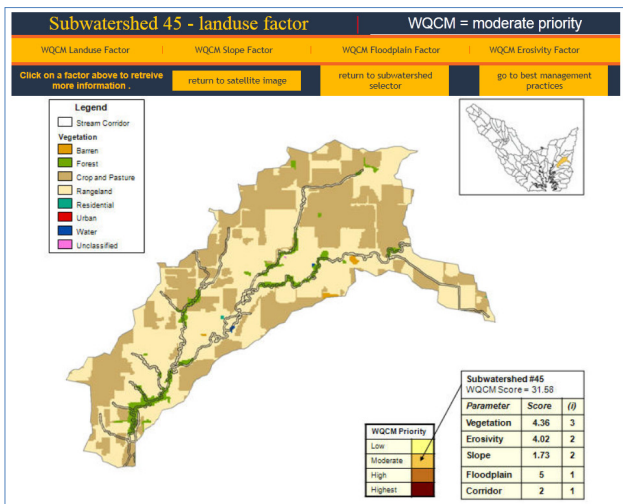 Subwatershed 45 - landuse factor
WQCM = moderate priority
WQCM Landuse Factor
WQCM Slope Factor
WQCM Floodplain Factor
WQCM Erosivity Factor
Click on a factor above to retreive
more information .
return to satellite image
return to subwatershed
selector
go to best management
practices
Legend
Stream Corridor
Vegetation
Barren
Forest
Crop and Pasture
Rangeland
Residential
Urban
Water
Unclassified
WQCM Priority
Low
Moderate
High
Highest
Subwatershed #45
WQCM Score = 31.58
Parameter Score (i)
Vegetation 4.36 3
Erosivity 4.02 2
Slope 1.73 2
Floodplain 5 1
Corridor 2 1